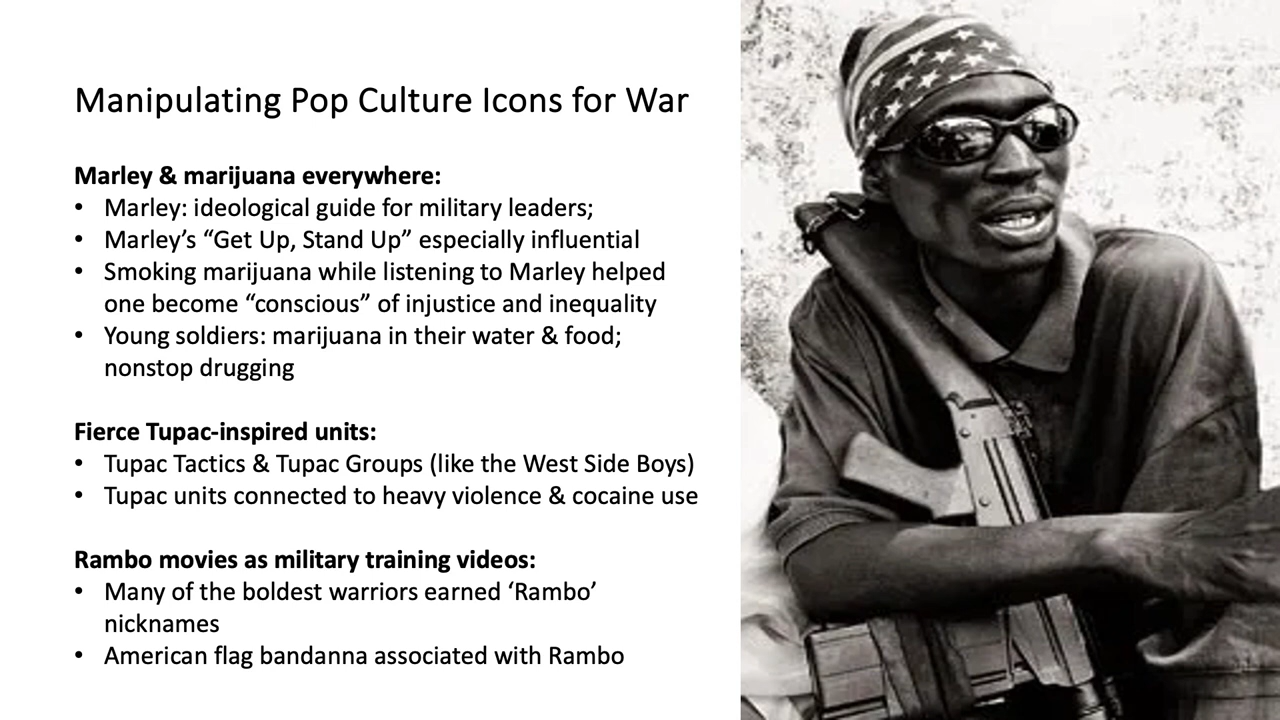 Manipulating Pop Culture Icons for War
Marley & marijuana everywhere:
• Marley: ideological guide for military leaders;
• Marley’s “Get Up, Stand Up” especially influential
• Smoking marijuana while listening to Marley helped
one become “conscious” of injustice and inequality
• Young soldiers: marijuana in their water & food;
nonstop drugging
Fierce Tupac-inspired units:
• Tupac Tactics & Tupac Groups (like the West Side Boys)
• Tupac units connected to heavy violence & cocaine use
Rambo movies as military training videos:
• Many of the boldest warriors earned ‘Rambo’
nicknames
• American flag bandanna associated with Rambo